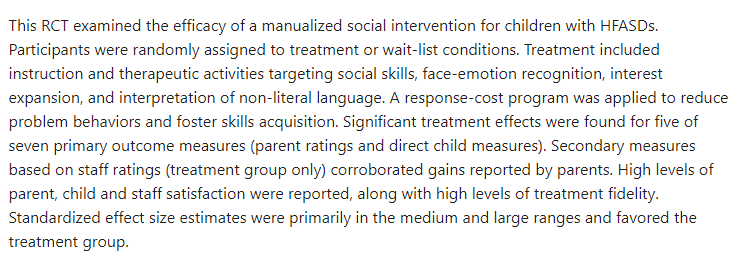 This RCT examined the efficacy of a manualized social intervention for children with HFASDs.
Participants were randomly assigned to treatment or wait-list conditions. Treatment included
instruction and therapeutic activities targeting social skills, face-emotion recognition, interest
expansion, and interpretation of non-literal language. A response-cost program was applied to reduce
problem behaviors and foster skills acquisition. Significant treatment effects were found for five of
seven primary outcome measures (parent ratings and direct child measures). Secondary measures
based on staff ratings (treatment group only) corroborated gains reported by parents. High levels of
parent, child and staff satisfaction were reported, along with high levels of treatment fidelity.
Standardized effect size estimates were primarily in the medium and large ranges and favored the
treatment group.